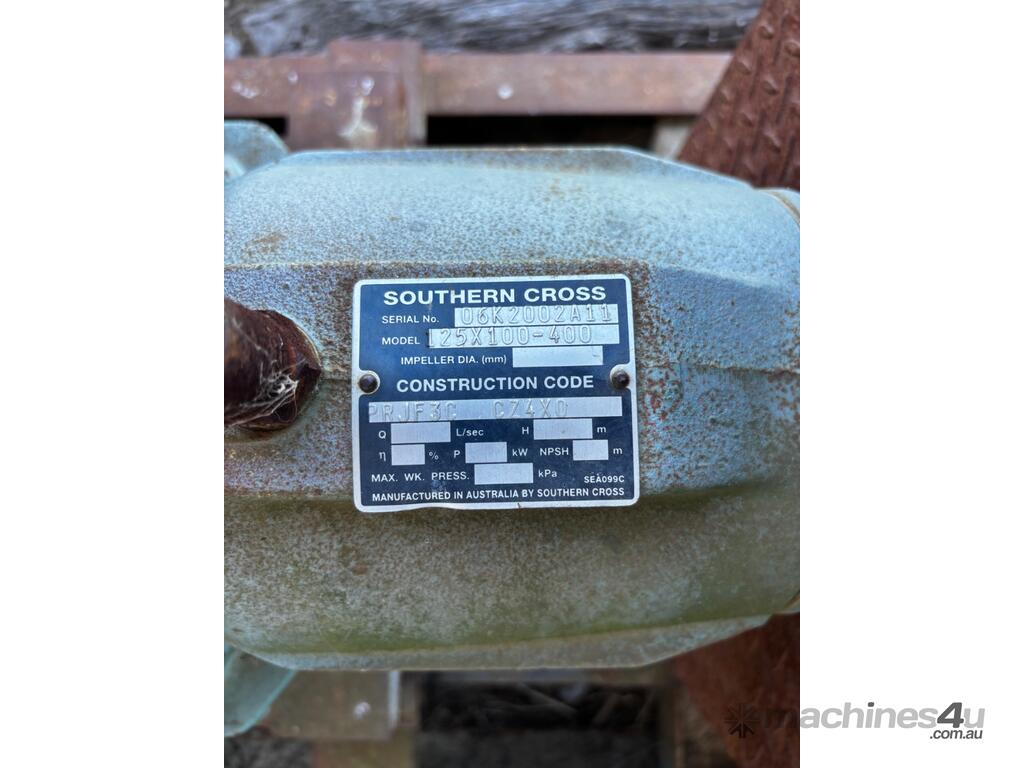 SOUTHERN CROSS
SERIAL No. 06K2002A11
MODEL 125X100-400
IMPELLER DIA. (mm)
CONSTRUCTION CODE
PRJF3C CZ4X0
Q L/sec H m
η % P kW NPSH m
MAX. WK. PRESS. kPa SEA099C
MANUFACTURED IN AUSTRALIA BY SOUTHERN CROSS
machines4u
.com.au